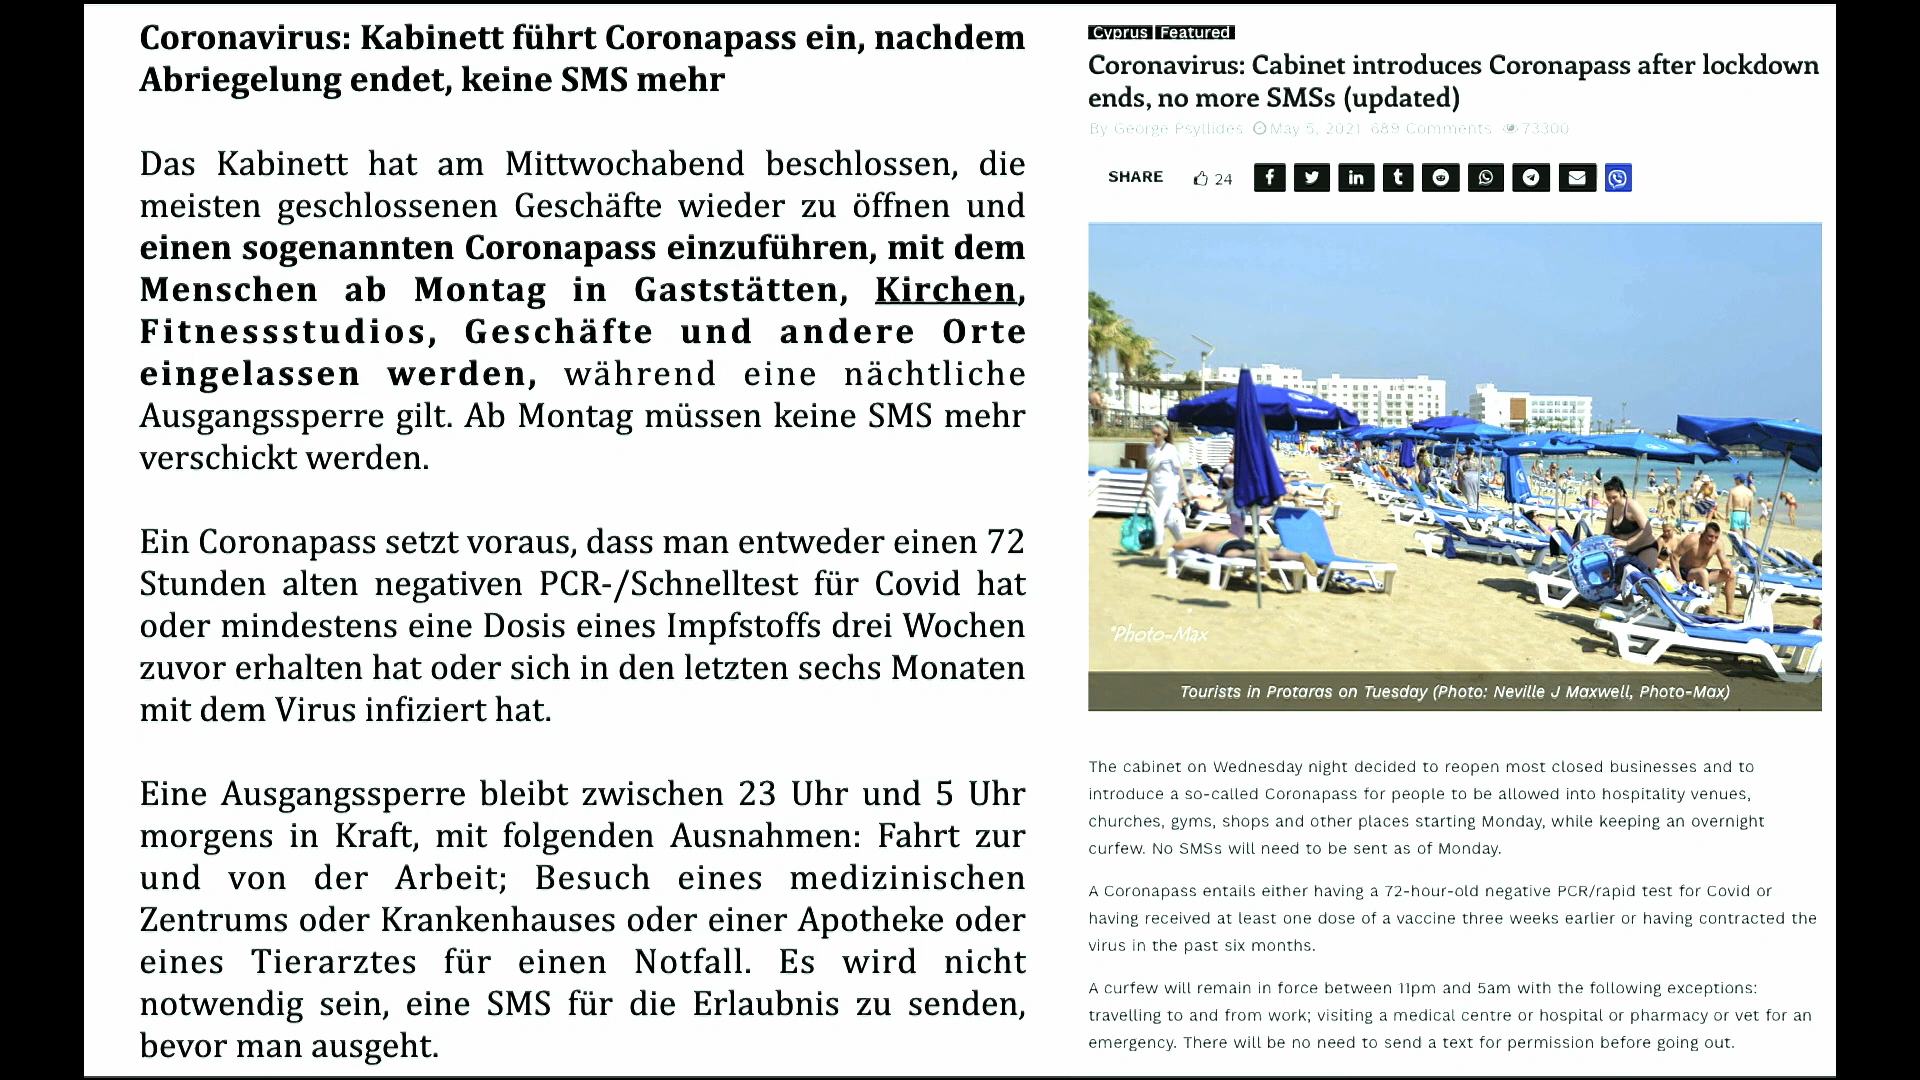 Coronavirus: Kabinett führt Coronapass ein, nachdem
Abriegelung endet, keine SMS mehr
Das Kabinett hat am Mittwochabend beschlossen, die
meisten geschlossenen Geschäfte wieder zu öffnen und
einen sogenannten Coronapass einzuführen, mit dem
Menschen ab Montag in Gaststätten, Kirchen,
Fitnessstudios, Geschäfte und andere Orte
eingelassen werden, während eine nächtliche
Ausgangssperre gilt. Ab Montag müssen keine SMS mehr
verschickt werden.
Ein Coronapass setzt voraus, dass man entweder einen 72
Stunden alten negativen PCR-/Schnelltest für Covid hat
oder mindestens eine Dosis eines Impfstoffs drei Wochen
zuvor erhalten hat oder sich in den letzten sechs Monaten
mit dem Virus infiziert hat.
Eine Ausgangssperre bleibt zwischen 23 Uhr und 5 Uhr
morgens in Kraft, mit folgenden Ausnahmen: Fahrt zur
und von der Arbeit; Besuch eines medizinischen
Zentrums oder Krankenhauses oder einer Apotheke oder
eines Tierarztes für einen Notfall. Es wird nicht
notwendig sein, eine SMS für die Erlaubnis zu senden,
bevor man ausgeht.
Cyprus Featured
Coronavirus: Cabinet introduces Coronapass after lockdown
ends, no more SMSs (updated)
By George Psyllides May 5, 2021 689 Comments 73300
SHARE 24
*Photo-Max
Tourists in Protaras on Tuesday (Photo: Neville J Maxwell, Photo-Max)
The cabinet on Wednesday night decided to reopen most closed businesses and to
introduce a so-called Coronapass for people to be allowed into hospitality venues,
churches, gyms, shops and other places starting Monday, while keeping an overnight
curfew. No SMSs will need to be sent as of Monday.
A Coronapass entails either having a 72-hour-old negative PCR/rapid test for Covid or
having received at least one dose of a vaccine three weeks earlier or having contracted the
virus in the past six months.
A curfew will remain in force between 11pm and 5am with the following exceptions:
travelling to and from work; visiting a medical centre or hospital or pharmacy or vet for an
emergency. There will be no need to send a text for permission before going out.